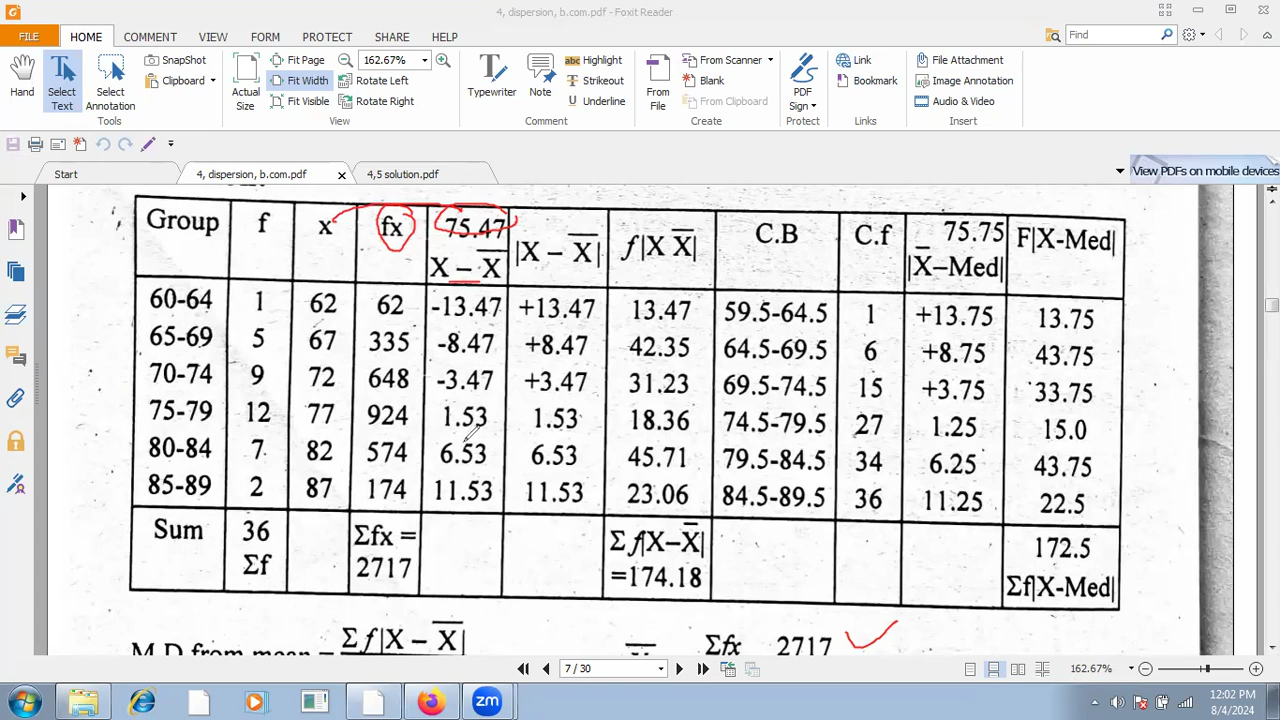 4, dispersion, b.com.pdf - Foxit Reader
FILE HOME COMMENT VIEW FORM PROTECT SHARE HELP Find
SnapShot Fit Page 162.67% Highlight From Scanner Link File Attachment
Clipboard Fit Width Rotate Left Strikeout Blank Bookmark Image Annotation
Hand Select Text Select Annotation Actual Size Fit Visible Rotate Right Typewriter Note Underline From File From Clipboard PDF Sign Audio & Video
Tools View Comment Create Protect Links Insert
Start 4, dispersion, b.com.pdf 4,5 solution.pdf View PDFs on mobile devices
Group f x fx 75.47 X − X̄ |X − X̄| f|X X̄| C.B C.f 75.75 |X̄−Med| F|X-Med|
60-64 1 62 62 -13.47 +13.47 13.47 59.5-64.5 1 +13.75 13.75
65-69 5 67 335 -8.47 +8.47 42.35 64.5-69.5 6 +8.75 43.75
70-74 9 72 648 -3.47 +3.47 31.23 69.5-74.5 15 +3.75 33.75
75-79 12 77 924 1.53 1.53 18.36 74.5-79.5 27 1.25 15.0
80-84 7 82 574 6.53 6.53 45.71 79.5-84.5 34 6.25 43.75
85-89 2 87 174 11.53 11.53 23.06 84.5-89.5 36 11.25 22.5
Sum 36 Σf Σfx = 2717 Σ f|X−X̄| =174.18 172.5 Σf|X-Med|
M.D from mean = Σ f|X − X̄| Σfx 2717
7 / 30 162.67%
zm 12:02 PM
8/4/2024